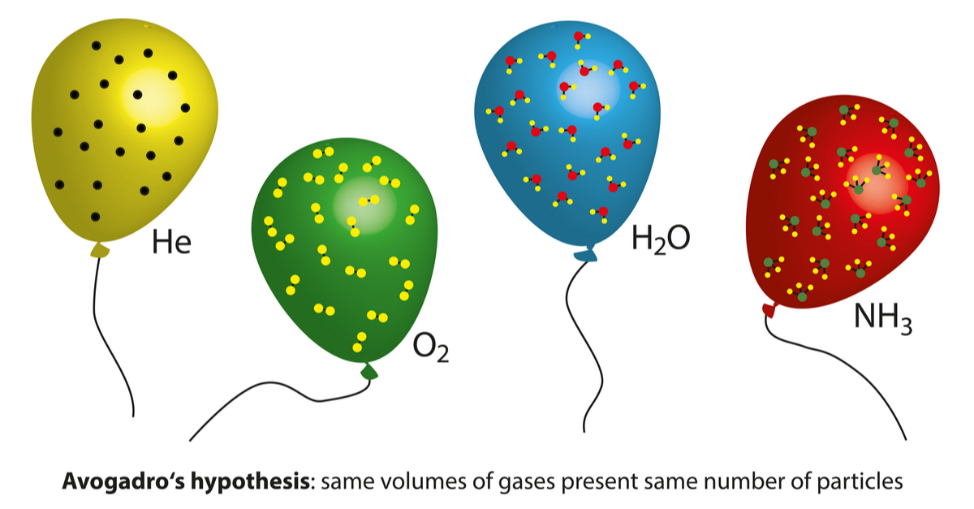 He
O₂
H₂O
NH₃
Avogadro‘s hypothesis: same volumes of gases present same number of particles